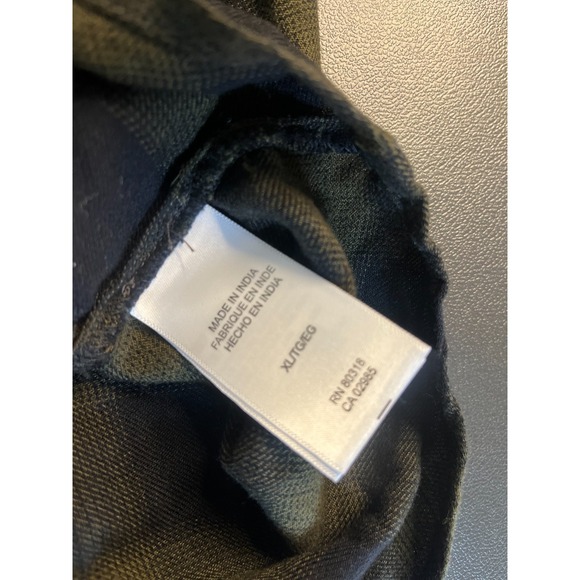 MADE IN INDIA
FABRIQUE EN INDE
HECHO EN INDIA
XL/TG/EG
RN 80318
CA 02985